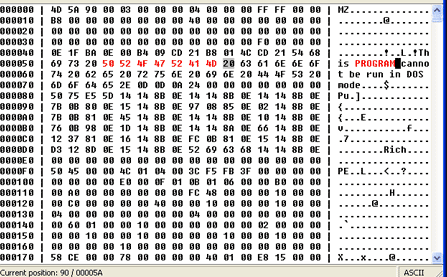 000000 | 4D 5A 90 00 03 00 00 00 04 00 00 00 FF FF 00 00 | MZ..............
000010 | B8 00 00 00 00 00 00 00 40 00 00 00 00 00 00 00 | ........@.......
000020 | 00 00 00 00 00 00 00 00 00 00 00 00 00 00 00 00 | ................
000030 | 00 00 00 00 00 00 00 00 00 00 00 00 F0 00 00 00 | ................
000040 | 0E 1F BA 0E 00 B4 09 CD 21 B8 01 4C CD 21 54 68 | ........!..L.!Th
000050 | 69 73 20 50 52 4F 47 52 41 4D 20 63 61 6E 6E 6F | is PROGRAM canno
000060 | 74 20 62 65 20 72 75 6E 20 69 6E 20 44 4F 53 20 | t be run in DOS
000070 | 6D 6F 64 65 2E 0D 0D 0A 24 00 00 00 00 00 00 00 | mode....$.......
000080 | 50 75 E5 5D 14 14 8B 0E 14 14 8B 0E 14 14 8B 0E | Pu.]............
000090 | 7B 0B 80 0E 15 14 8B 0E 97 08 85 0E 02 14 8B 0E | {...............
0000A0 | 7B 0B 81 0E 45 14 8B 0E 14 14 8B 0E 10 14 8B 0E | {...E...........
0000B0 | 76 0B 98 0E 1D 14 8B 0E 14 14 8A 0E 66 14 8B 0E | v...........f...
0000C0 | 12 37 81 0E 16 14 8B 0E FC 0B 81 0E 15 14 8B 0E | .7..............
0000D0 | D3 12 8D 0E 15 14 8B 0E 52 69 63 68 14 14 8B 0E | ........Rich....
0000E0 | 00 00 00 00 00 00 00 00 00 00 00 00 00 00 00 00 | ................
0000F0 | 50 45 00 00 4C 01 04 00 3C F5 FB 3F 00 00 00 00 | PE..L...<..?....
000100 | 00 00 00 00 E0 00 0F 01 0B 01 06 00 00 B0 00 00 | ................
000110 | 00 A0 00 00 00 00 00 00 FC 48 00 00 00 10 00 00 | .........H......
000120 | 00 C0 00 00 00 00 40 00 00 10 00 00 00 10 00 00 | ......@.........
000130 | 04 00 00 00 00 00 00 00 04 00 00 00 00 00 00 00 | ................
000140 | 00 60 01 00 00 10 00 00 00 00 00 00 02 00 00 00 | .`..............
000150 | 00 00 10 00 00 10 00 00 00 00 10 00 00 10 00 00 | ................
000160 | 00 00 00 00 10 00 00 00 00 00 00 00 00 00 00 00 | ................
000170 | 58 CE 00 00 78 00 00 00 00 40 01 00 E8 15 00 00 | X...x....@......
Current position: 90 / 00005A ASCII